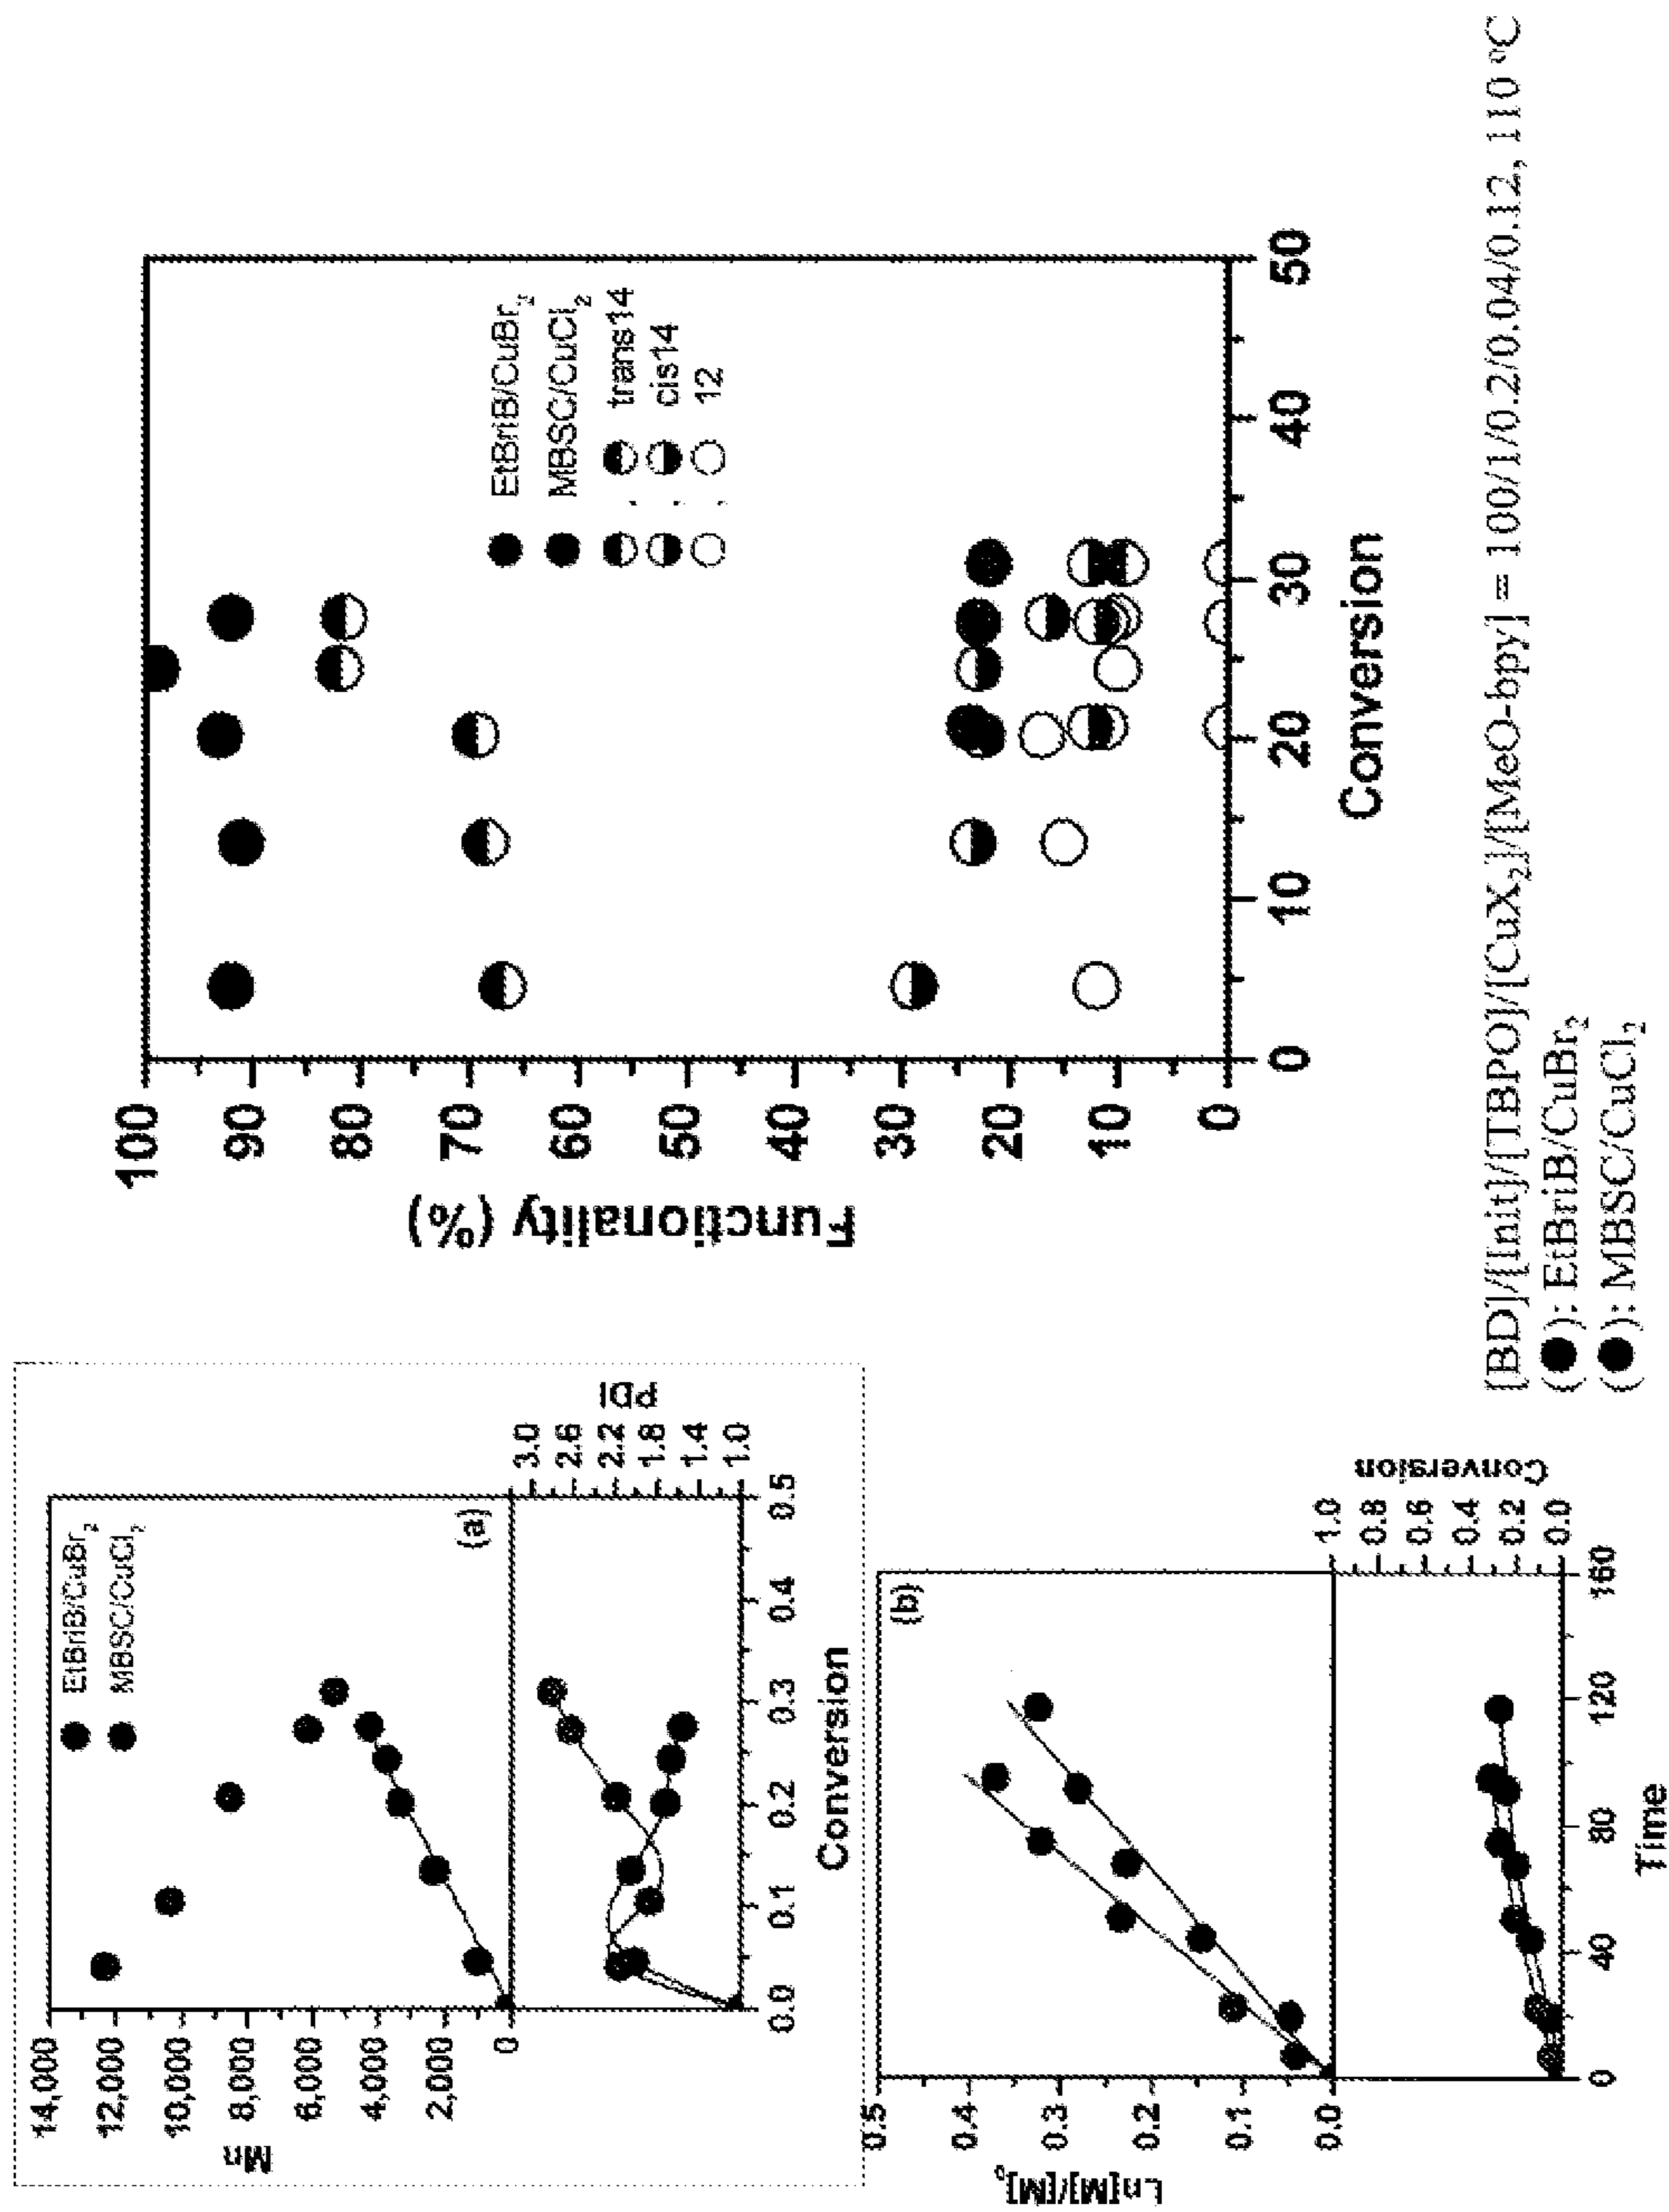 14,000
12,000
10,000
8,000
6,000
4,000
2,000
0
Mn
EtBriB/CuBr₂
MBSC/CuCl₂
(a)
3.0
2.6
2.2
1.8
1.4
1.0
PDI
0.0
0.1
0.2
0.3
0.4
0.5
Conversion
0.5
0.4
0.3
0.1
0.0
Ln[M]/[M]₀
(b)
1.0
0.8
0.6
0.4
0.2
0.0
Conversion
0
40
80
120
160
Time
100
90
80
70
60
50
40
30
20
10
0
Functionality (%)
EtBriB/CuBr₂
MBSC/CuCl₂
trans14
cis14
12
0
10
20
30
40
50
Conversion
[BD]/[Init]/[TBPO]/[CuX₂]/[MeO-bpy] = 100/1/0.2/0.04/0.12, 110 ºC
(●): EtBriB/CuBr₂
(●): MBSC/CuCl₂